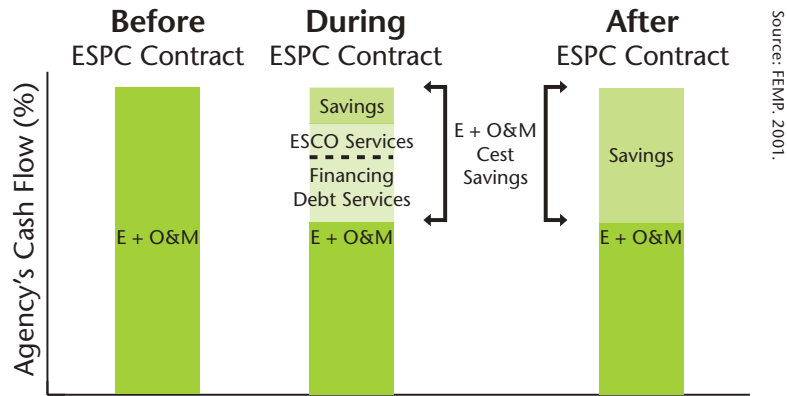 Before
ESPC Contract
During
ESPC Contract
After
ESPC Contract
Source: FEMP. 2001.
Agency's Cash Flow (%)
E + O&M
Savings
ESCO Services
Financing
Debt Services
E + O&M
E + O&M
Cest
Savings
Savings
E + O&M